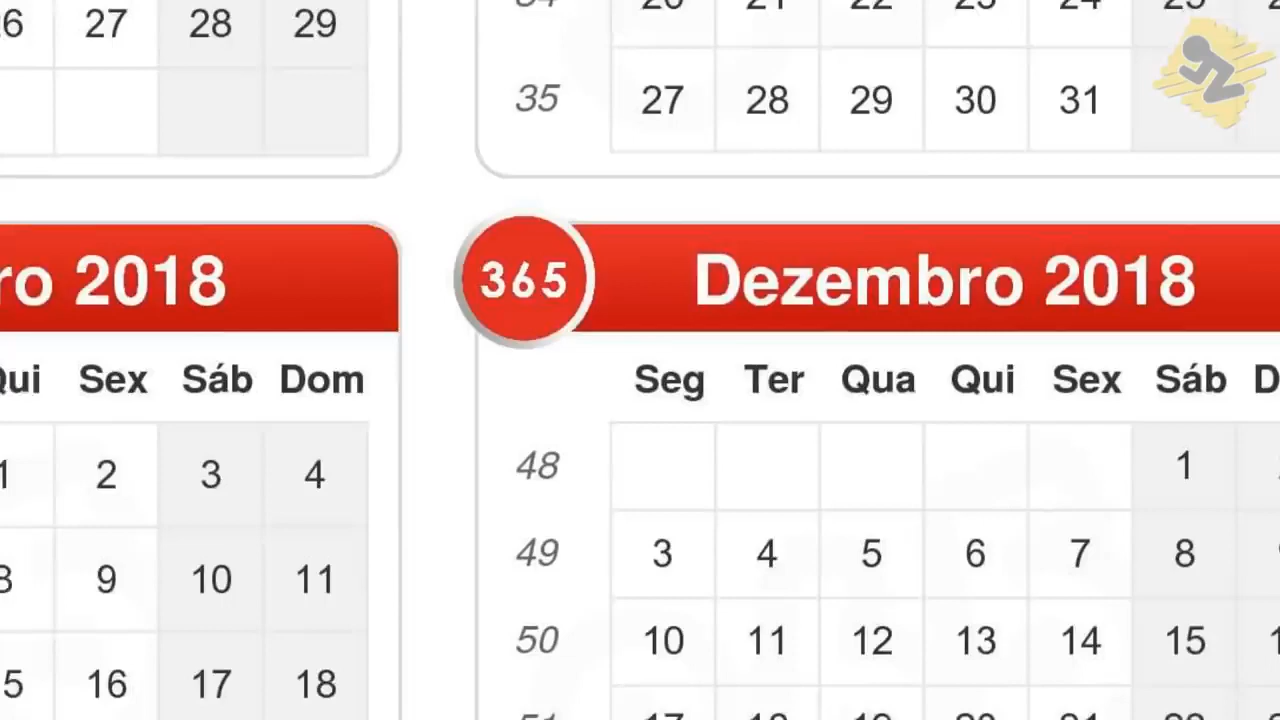 27 28 29
35 27 28 29 30 31
ro 2018
365 Dezembro 2018
Sex Sáb Dom
Seg Ter Qua Qui Sex Sáb
1 2 3 4
48 1
49 3 4 5 6 7 8
9 10 11
50 10 11 12 13 14 15
16 17 18